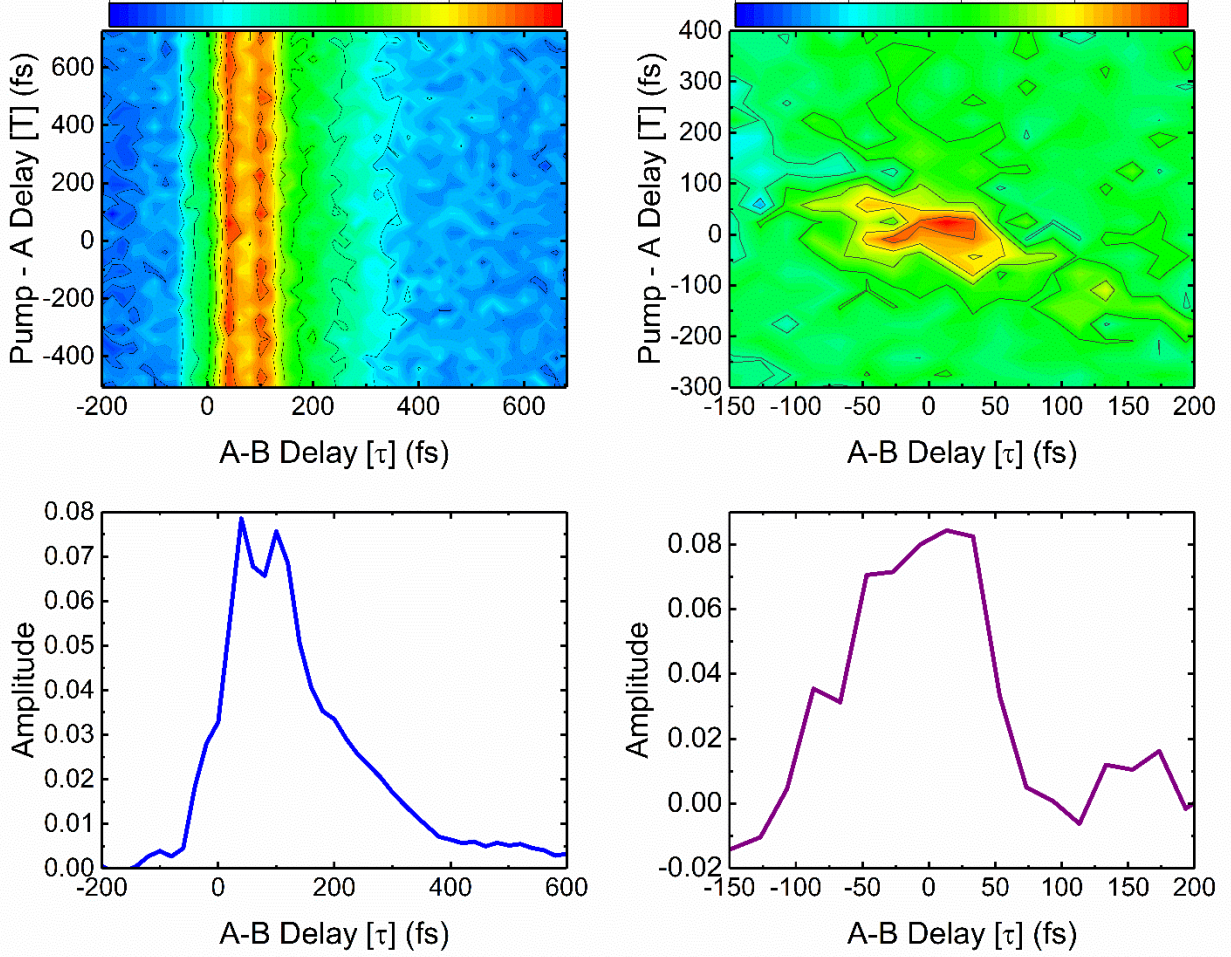 Pump - A Delay [T] (fs)
600
400
200
0
-200
-400
-200 0 200 400 600
A-B Delay [τ] (fs)
Pump - A Delay [T] (fs)
400
300
200
100
0
-100
-200
-300
-150 -100 -50 0 50 100 150 200
A-B Delay [τ] (fs)
Amplitude
0.08
0.07
0.06
0.05
0.04
0.03
0.02
0.01
0.00
-200 0 200 400 600
A-B Delay [τ] (fs)
Amplitude
0.08
0.06
0.04
0.02
0.00
-0.02
-150 -100 -50 0 50 100 150 200
A-B Delay [τ] (fs)